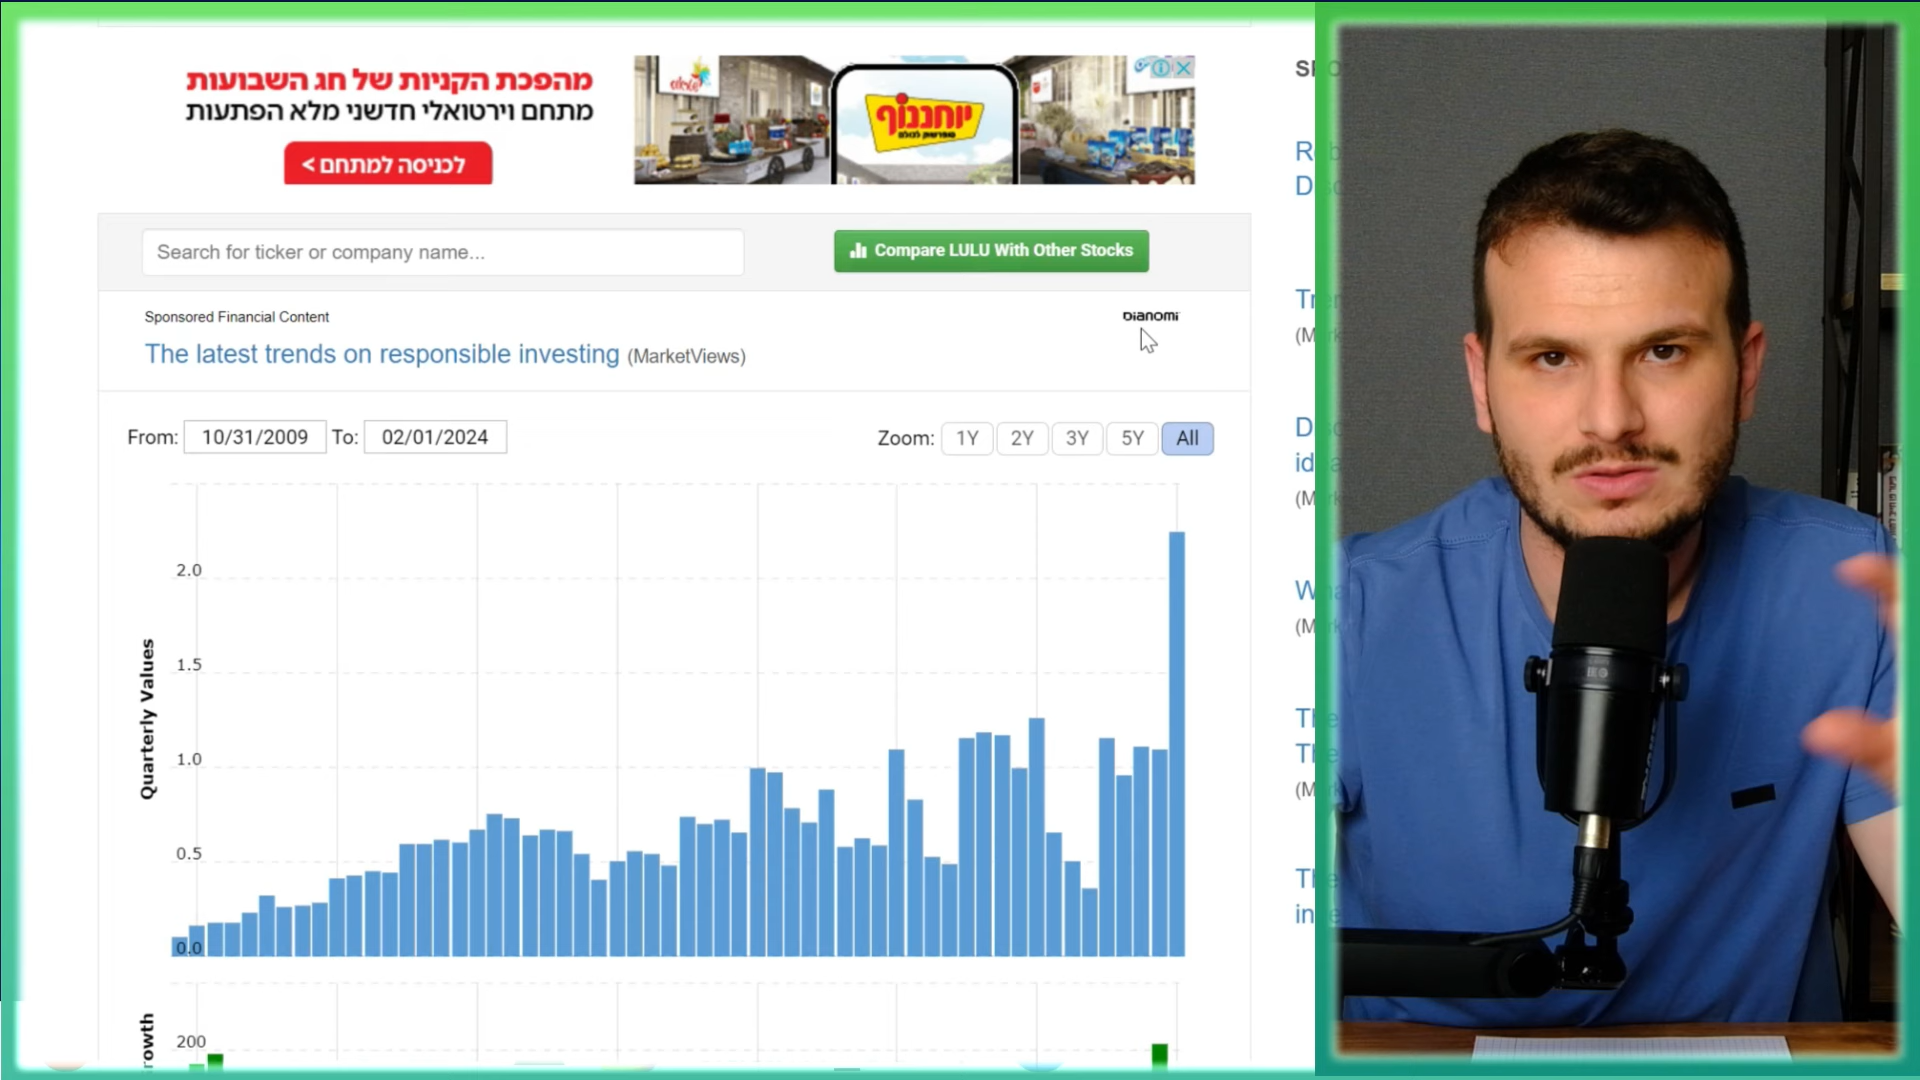 מהפכת הקניות של חג השבועות
מתחם וירטואלי חדשני מלא הפתעות
לכניסה למתחם >
יוחננוף
Search for ticker or company name...
Compare LULU With Other Stocks
Sponsored Financial Content
Dianomi
The latest trends on responsible investing (MarketViews)
From: 10/31/2009 To: 02/01/2024
Zoom: 1Y 2Y 3Y 5Y All
Quarterly Values
2.0
1.5
1.0
0.5
0.0
200